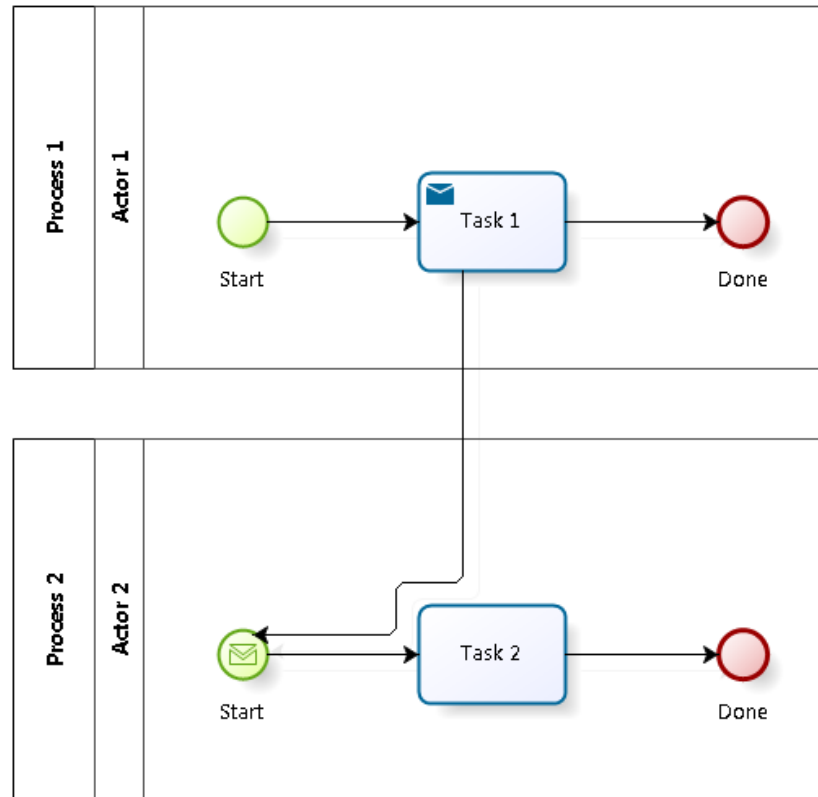 Process 1
Actor 1
Task 1
Start
Done
Process 2
Actor 2
Task 2
Start
Done